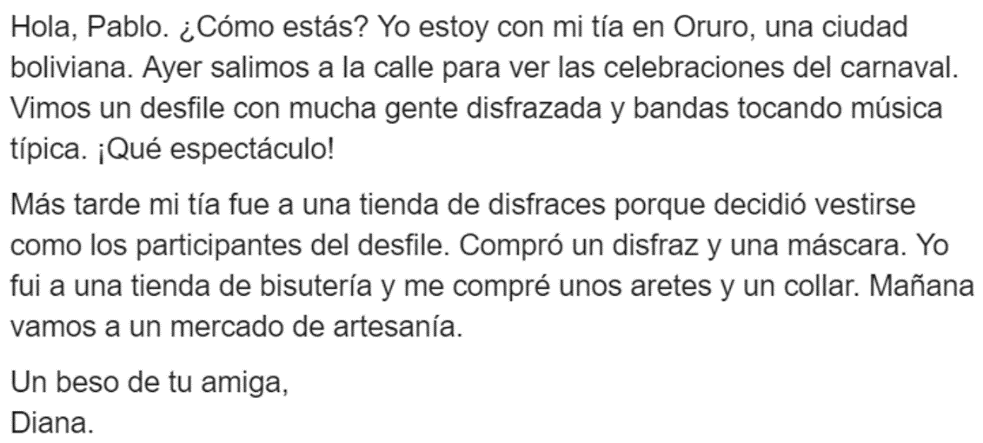 Hola, Pablo. ¿Cómo estás? Yo estoy con mi tía en Oruro, una ciudad
boliviana. Ayer salimos a la calle para ver las celebraciones del carnaval.
Vimos un desfile con mucha gente disfrazada y bandas tocando música
típica. ¡Qué espectáculo!
Más tarde mi tía fue a una tienda de disfraces porque decidió vestirse
como los participantes del desfile. Compró un disfraz y una máscara. Yo
fui a una tienda de bisutería y me compré unos aretes y un collar. Mañana
vamos a un mercado de artesanía.
Un beso de tu amiga,
Diana.